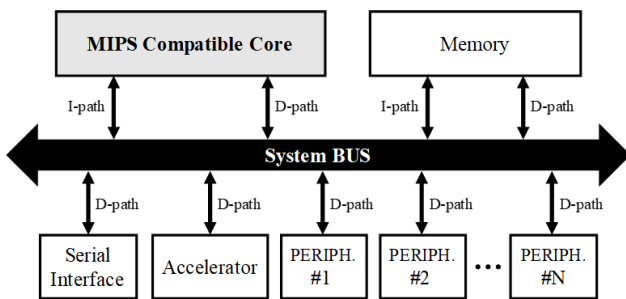 MIPS Compatible Core
Memory
I-path
D-path
I-path
D-path
System BUS
D-path
D-path
D-path
D-path
D-path
Serial
Interface
Accelerator
PERIPH.
#1
PERIPH.
#2
•••
PERIPH.
#N